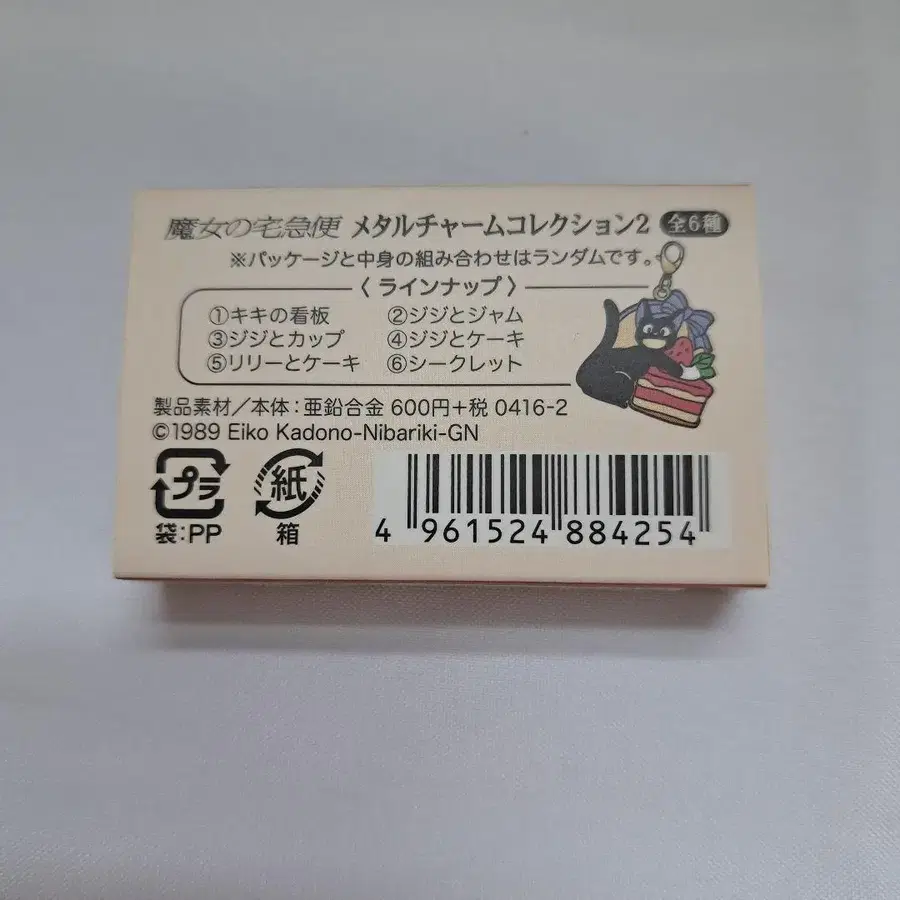 魔女の宅急便 メタルチャームコレクション2 全6種
※パッケージと中身の組み合わせはランダムです。
〈 ラインナップ 〉
①キキの看板 ②ジジとジャム
③ジジとカップ ④ジジとケーキ
⑤リリーとケーキ ⑥シークレット
製品素材/本体:亜鉛合金 600円+税 0416-2
©1989 Eiko Kadono-Nibariki-GN
プラ 紙
袋:PP 箱
4 961524 884254